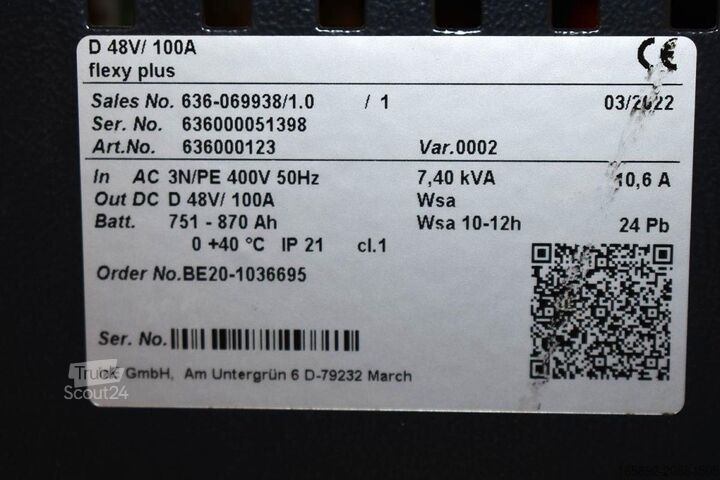 D 48V/ 100A
flexy plus
CE
Sales No. 636-069938/1.0 / 1 03/2022
Ser. No. 636000051398
Art.No. 636000123 Var.0002
In AC 3N/PE 400V 50Hz 7,40 kVA 10,6 A
Out DC D 48V/ 100A Wsa
Batt. 751 - 870 Ah Wsa 10-12h 24 Pb
0 +40 °C IP 21 cl.1
Order No.BE20-1036695
Ser. No.
GmbH, Am Untergrün 6 D-79232 March
Truck
Scout24